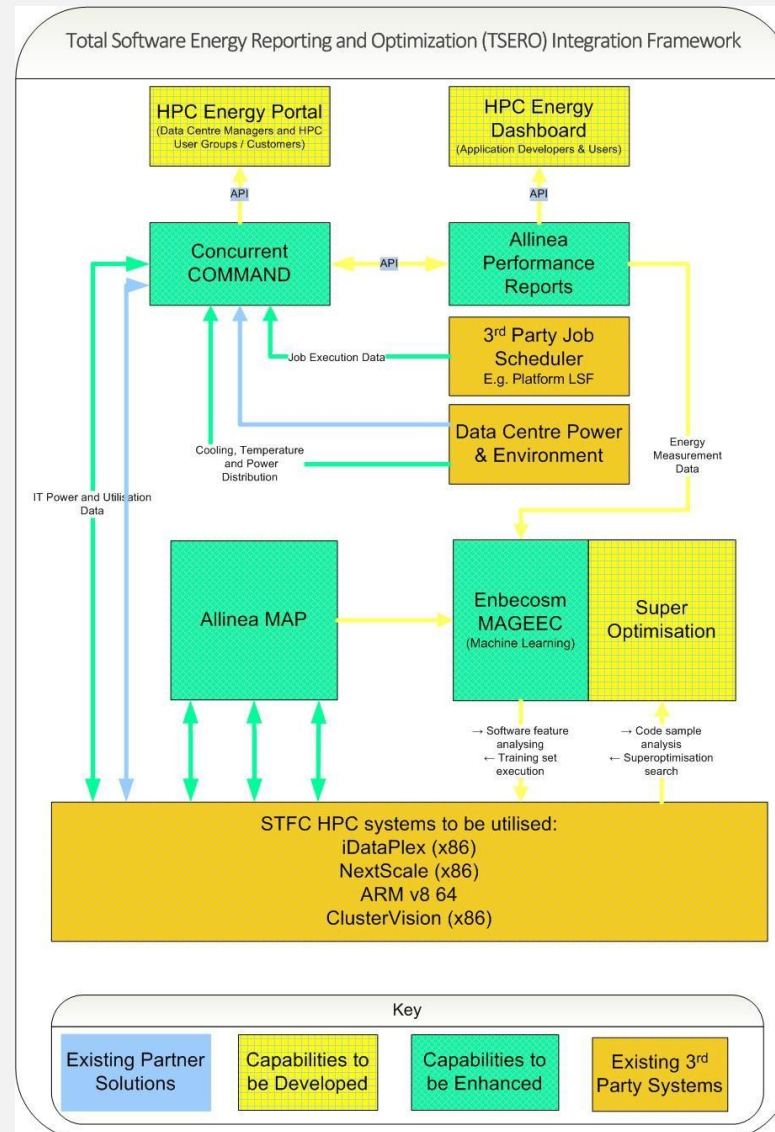 Total Software Energy Reporting and Optimization (TSERO) Integration Framework
HPC Energy Portal
(Data Centre Managers and HPC
User Groups / Customers)
HPC Energy
Dashboard
(Application Developers & Users)
API
API
Concurrent
COMMAND
API
Allinea
Performance
Reports
Job Execution Data
3rd Party Job
Scheduler
E.g. Platform LSF
Data Centre Power
& Environment
Cooling, Temperature
and Power
Distribution
Energy
Measurement
Data
IT Power and Utilisation
Data
Allinea MAP
Enbecosm
MAGEEC
(Machine Learning)
Super
Optimisation
→ Software feature
analysing
← Training set
execution
→ Code sample
analysis
← Superoptimisation
search
STFC HPC systems to be utilised:
iDataPlex (x86)
NextScale (x86)
ARM v8 64
ClusterVision (x86)
Key
Existing Partner
Solutions
Capabilities to
be Developed
Capabilities to
be Enhanced
Existing 3rd
Party Systems